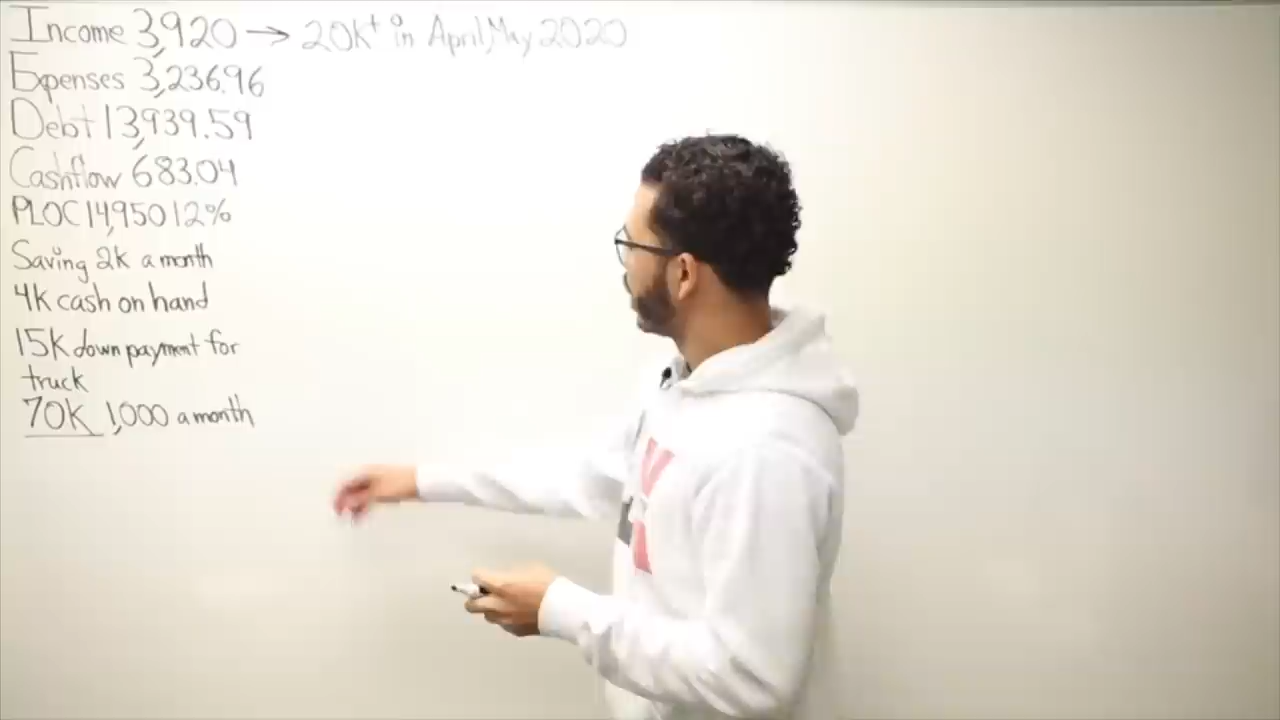 Income 3,920 → 20K+ in April, May 2020
Expenses 3,236.96
Debt 13,939.59
Cashflow 683.04
PLOC 14,950 12%
Saving 2k a month
4K cash on hand
15K down payment for
truck
70K 1,000 a month